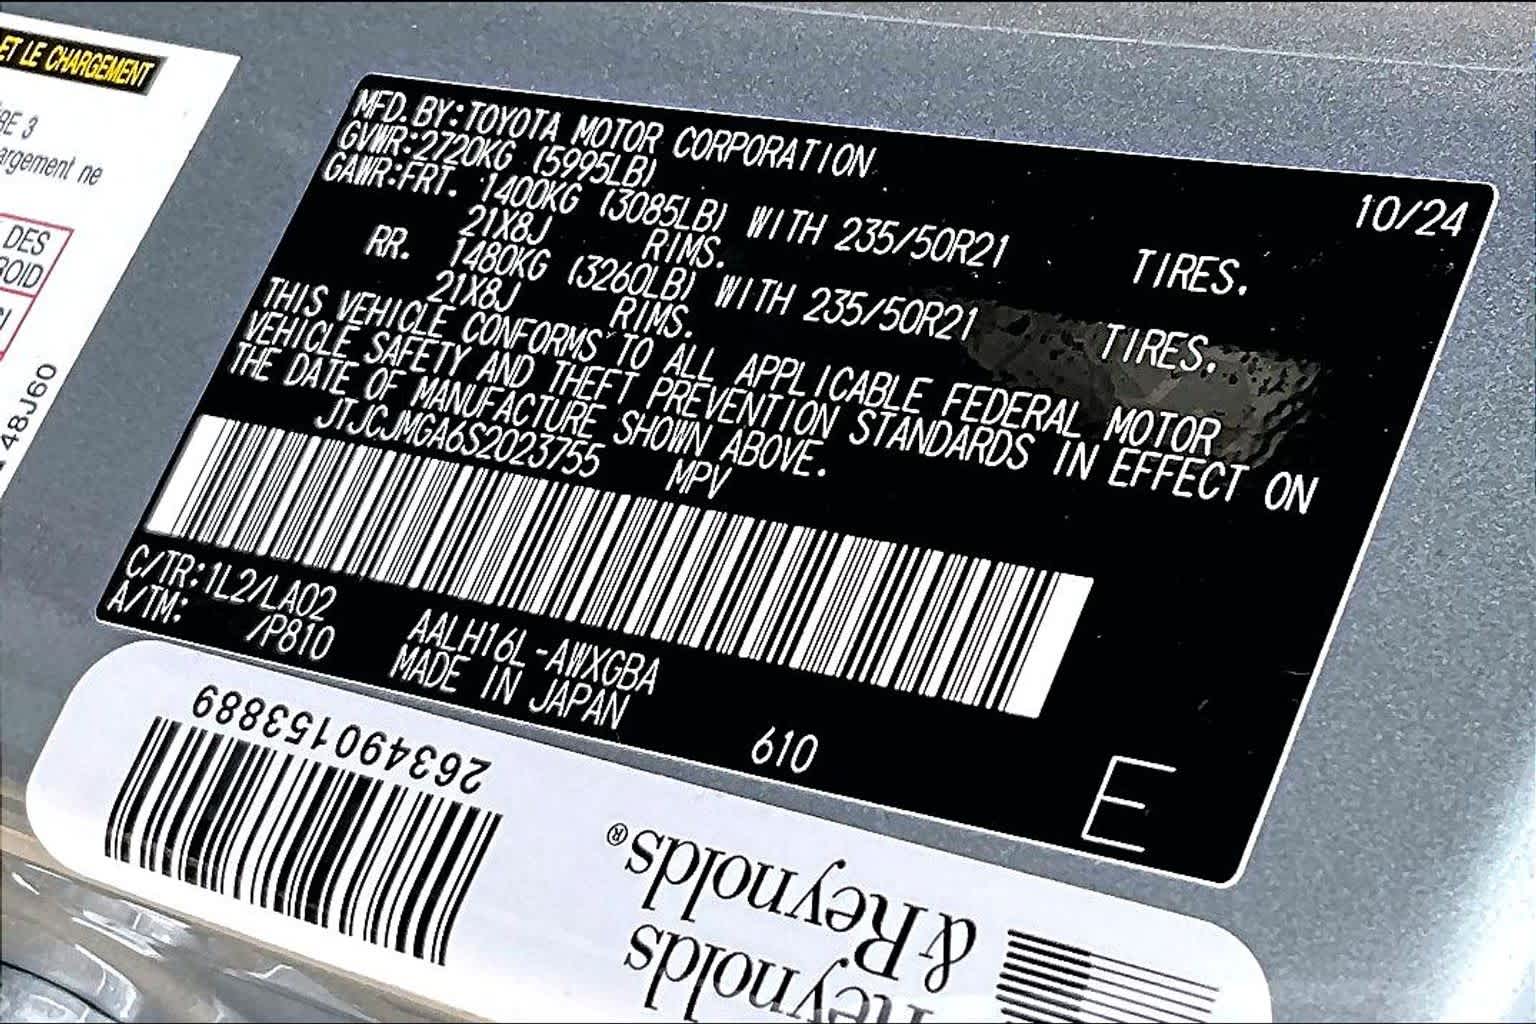 ET LE CHARGEMENT
3
argement ne
DES
48J60
MFD. BY: TOYOTA MOTOR CORPORATION 10/24
GVWR: 2720KG (5995LB)
GAWR: FRT. 1400KG (3085LB) WITH 235/50R21 TIRES.
21X8J RIMS.
RR. 1480KG (3260LB) WITH 235/50R21 TIRES.
21X8J RIMS.
THIS VEHICLE CONFORMS TO ALL APPLICABLE FEDERAL MOTOR
VEHICLE SAFETY AND THEFT PREVENTION STANDARDS IN EFFECT ON
THE DATE OF MANUFACTURE SHOWN ABOVE.
JTJCJMGA6S2023755 MPV
C/TR: 1L2/LA02 AALH16L-AWXGBA
A/TM: /P810 MADE IN JAPAN
610 E
263490153889
Reynolds
& Reynolds®